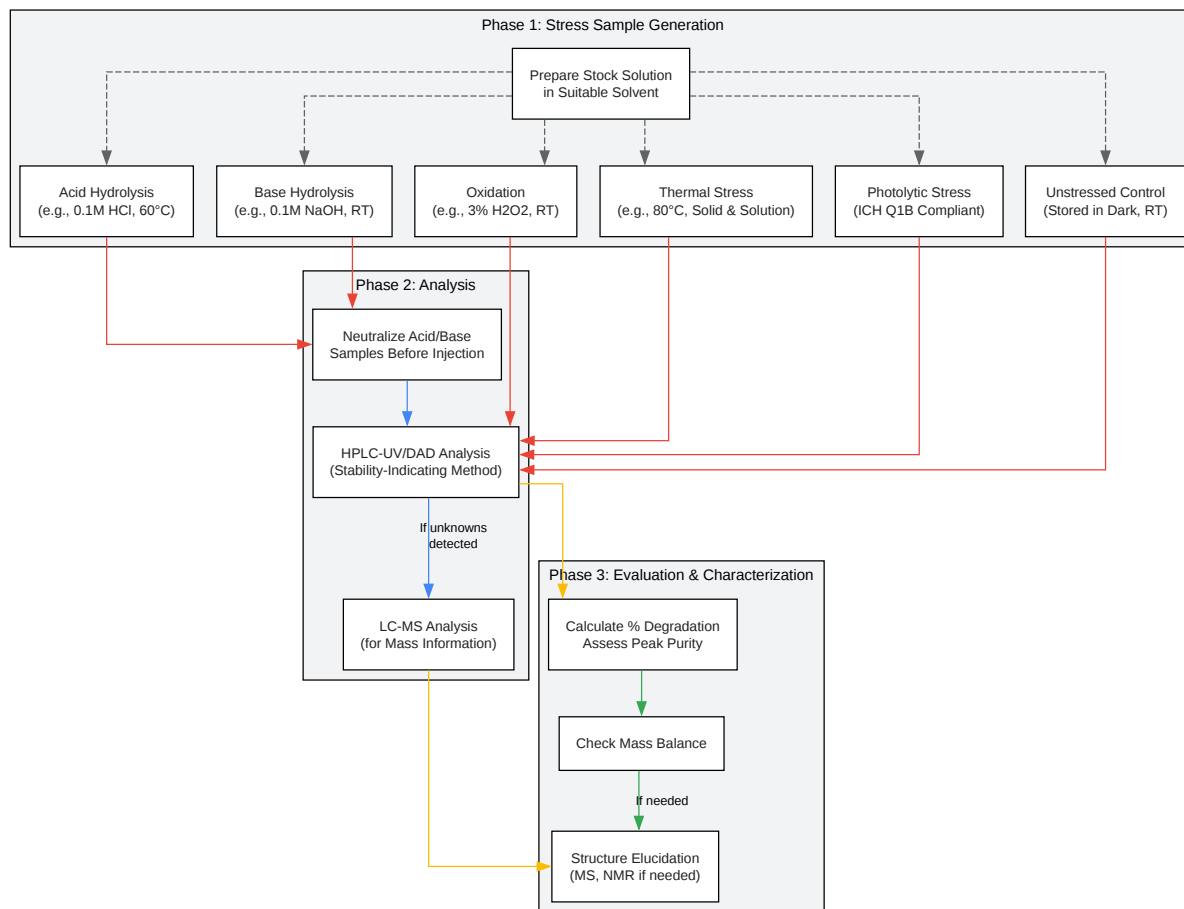 Phase 1: Stress Sample Generation
Prepare Stock Solution
in Suitable Solvent
Acid Hydrolysis
(e.g., 0.1M HCl, 60°C)
Base Hydrolysis
(e.g., 0.1M NaOH, RT)
Oxidation
(e.g., 3% H2O2, RT)
Thermal Stress
(e.g., 80°C, Solid & Solution)
Photolytic Stress
(ICH Q1B Compliant)
Unstressed Control
(Stored in Dark, RT)
Phase 2: Analysis
Neutralize Acid/Base
Samples Before Injection
HPLC-UV/DAD Analysis
(Stability-Indicating Method)
If unknowns
detected
LC-MS Analysis
(for Mass Information)
Phase 3: Evaluation & Characterization
Calculate % Degradation
Assess Peak Purity
Check Mass Balance
If needed
Structure Elucidation
(MS, NMR if needed)